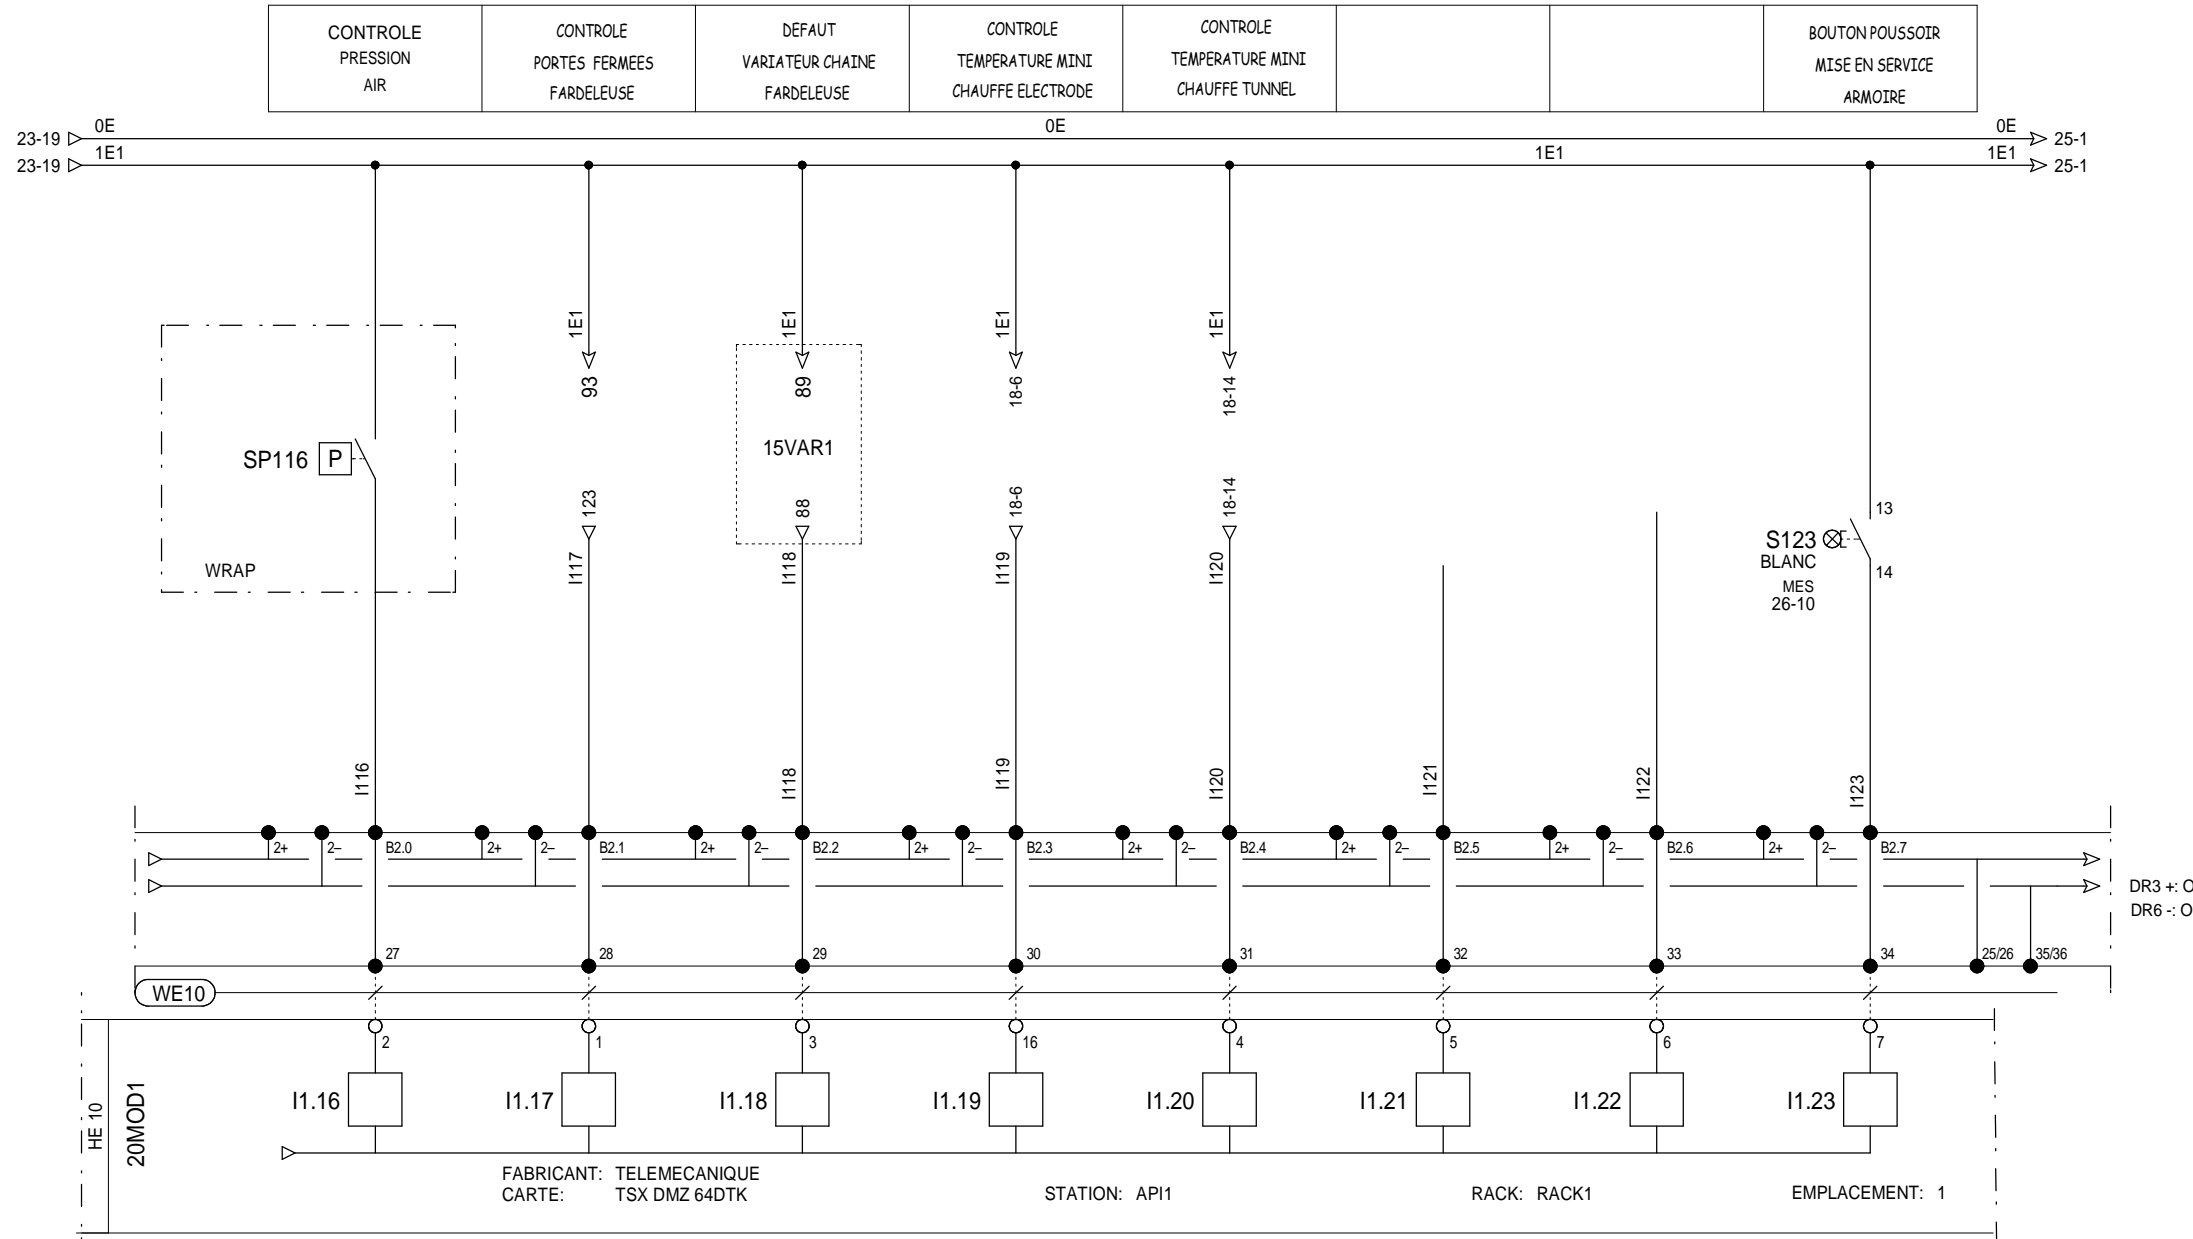 CONTROLE
PRESSION
AIR
CONTROLE
PORTES FERMEES
FARDELEUSE
DEFAUT
VARIATEUR CHAINE
FARDELEUSE
CONTROLE
TEMPERATURE MINI
CHAUFFE ELECTRODE
CONTROLE
TEMPERATURE MINI
CHAUFFE TUNNEL
BOUTON POUSSOIR
MISE EN SERVICE
ARMOIRE
23-19 0E 0E 0E 25-1
23-19 1E1 1E1 1E1 25-1
1E1 1E1 1E1 1E1
93 89 18-6 18-14
SP116 P
15VAR1
123 88 18-6 18-14
WRAP
I117 I118 I119 I120
13
S123
BLANC
14
MES
26-10
I116 I118 I119 I120 I121 I122 I123
2+ 2– B2.0 2+ 2– B2.1 2+ 2– B2.2 2+ 2– B2.3 2+ 2– B2.4 2+ 2– B2.5 2+ 2– B2.6 2+ 2– B2.7
DR3 +: O
DR6 -: O
27 28 29 30 31 32 33 34 25/26 35/36
WE10
2 1 3 16 4 5 6 7
HE 10
20MOD1
I1.16 I1.17 I1.18 I1.19 I1.20 I1.21 I1.22 I1.23
FABRICANT: TELEMECANIQUE
CARTE: TSX DMZ 64DTK
STATION: API1
RACK: RACK1
EMPLACEMENT: 1